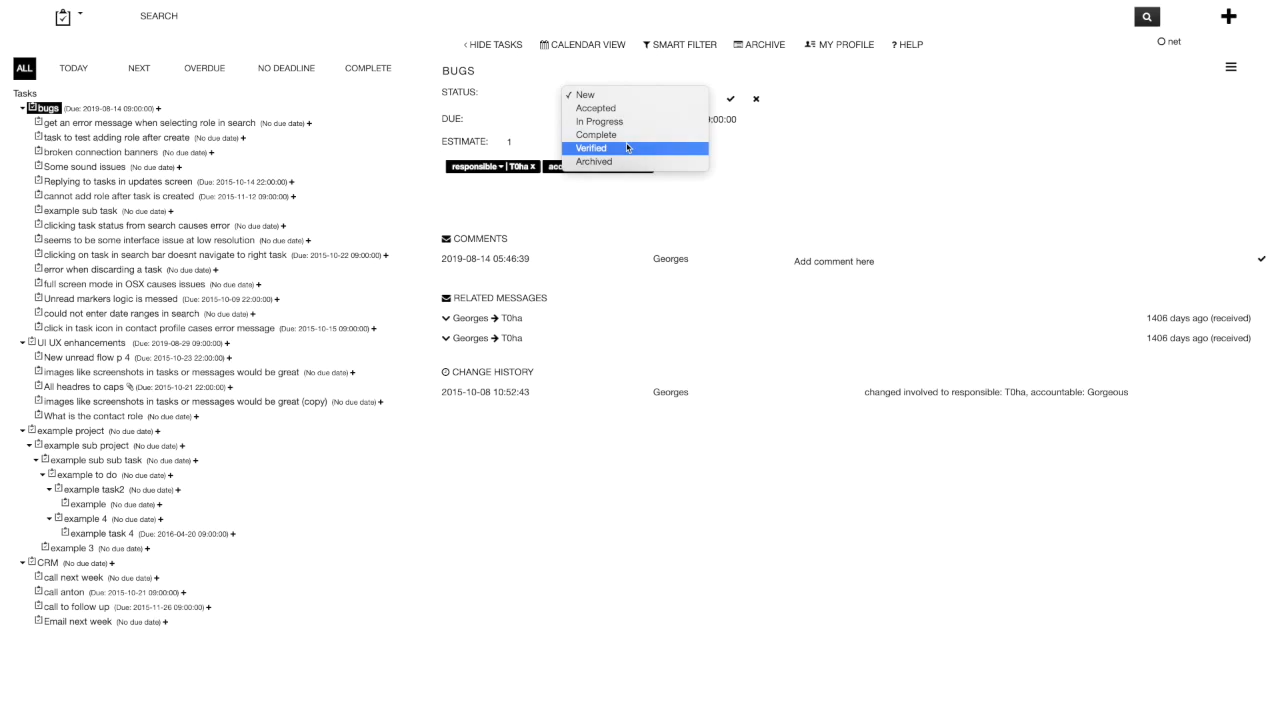 SEARCH
< HIDE TASKS CALENDAR VIEW SMART FILTER ARCHIVE MY PROFILE ? HELP net
ALL TODAY NEXT OVERDUE NO DEADLINE COMPLETE
Tasks
bugs (Due: 2019-08-14 09:00:00) +
get an error message when selecting role in search (No due date) +
task to test adding role after create (No due date) +
broken connection banners (No due date) +
Some sound issues (No due date) +
Replying to tasks in updates screen (Due: 2015-10-14 22:00:00) +
cannot add role after task is created (Due: 2015-11-12 09:00:00) +
example sub task (No due date) +
clicking task status from search causes error (No due date) +
seems to be some interface issue at low resolution (No due date) +
clicking on task in search bar doesnt navigate to right task (Due: 2015-10-22 09:00:00) +
error when discarding a task (No due date) +
full screen mode in OSX causes issues (No due date) +
Unread markers logic is messed (Due: 2015-10-09 22:00:00) +
could not enter date ranges in search (No due date) +
click in task icon in contact profile cases error message (Due: 2015-10-15 09:00:00) +
UI UX enhancements (Due: 2019-08-29 09:00:00) +
New unread flow p 4 (Due: 2015-10-23 22:00:00) +
images like screenshots in tasks or messages would be great (No due date) +
All headres to caps (Due: 2015-10-21 22:00:00) +
images like screenshots in tasks or messages would be great (copy) (No due date) +
What is the contact role (No due date) +
example project (No due date) +
example sub project (No due date) +
example sub sub task (No due date) +
example to do (No due date) +
example task2 (No due date) +
example (No due date) +
example 4 (No due date) +
example task 4 (Due: 2016-04-20 09:00:00) +
example 3 (No due date) +
CRM (No due date) +
call next week (No due date) +
call anton (Due: 2015-10-21 09:00:00) +
call to follow up (Due: 2015-11-26 09:00:00) +
Email next week (No due date) +
BUGS
STATUS:
✓ New
Accepted
In Progress
Complete
Verified
Archived
DUE: :00:00
ESTIMATE: 1
responsible | T0ha x
COMMENTS
2019-08-14 05:46:39 Georges Add comment here
RELATED MESSAGES
Georges → T0ha 1406 days ago (received)
Georges → T0ha 1406 days ago (received)
CHANGE HISTORY
2015-10-08 10:52:43 Georges changed involved to responsible: T0ha, accountable: Gorgeous